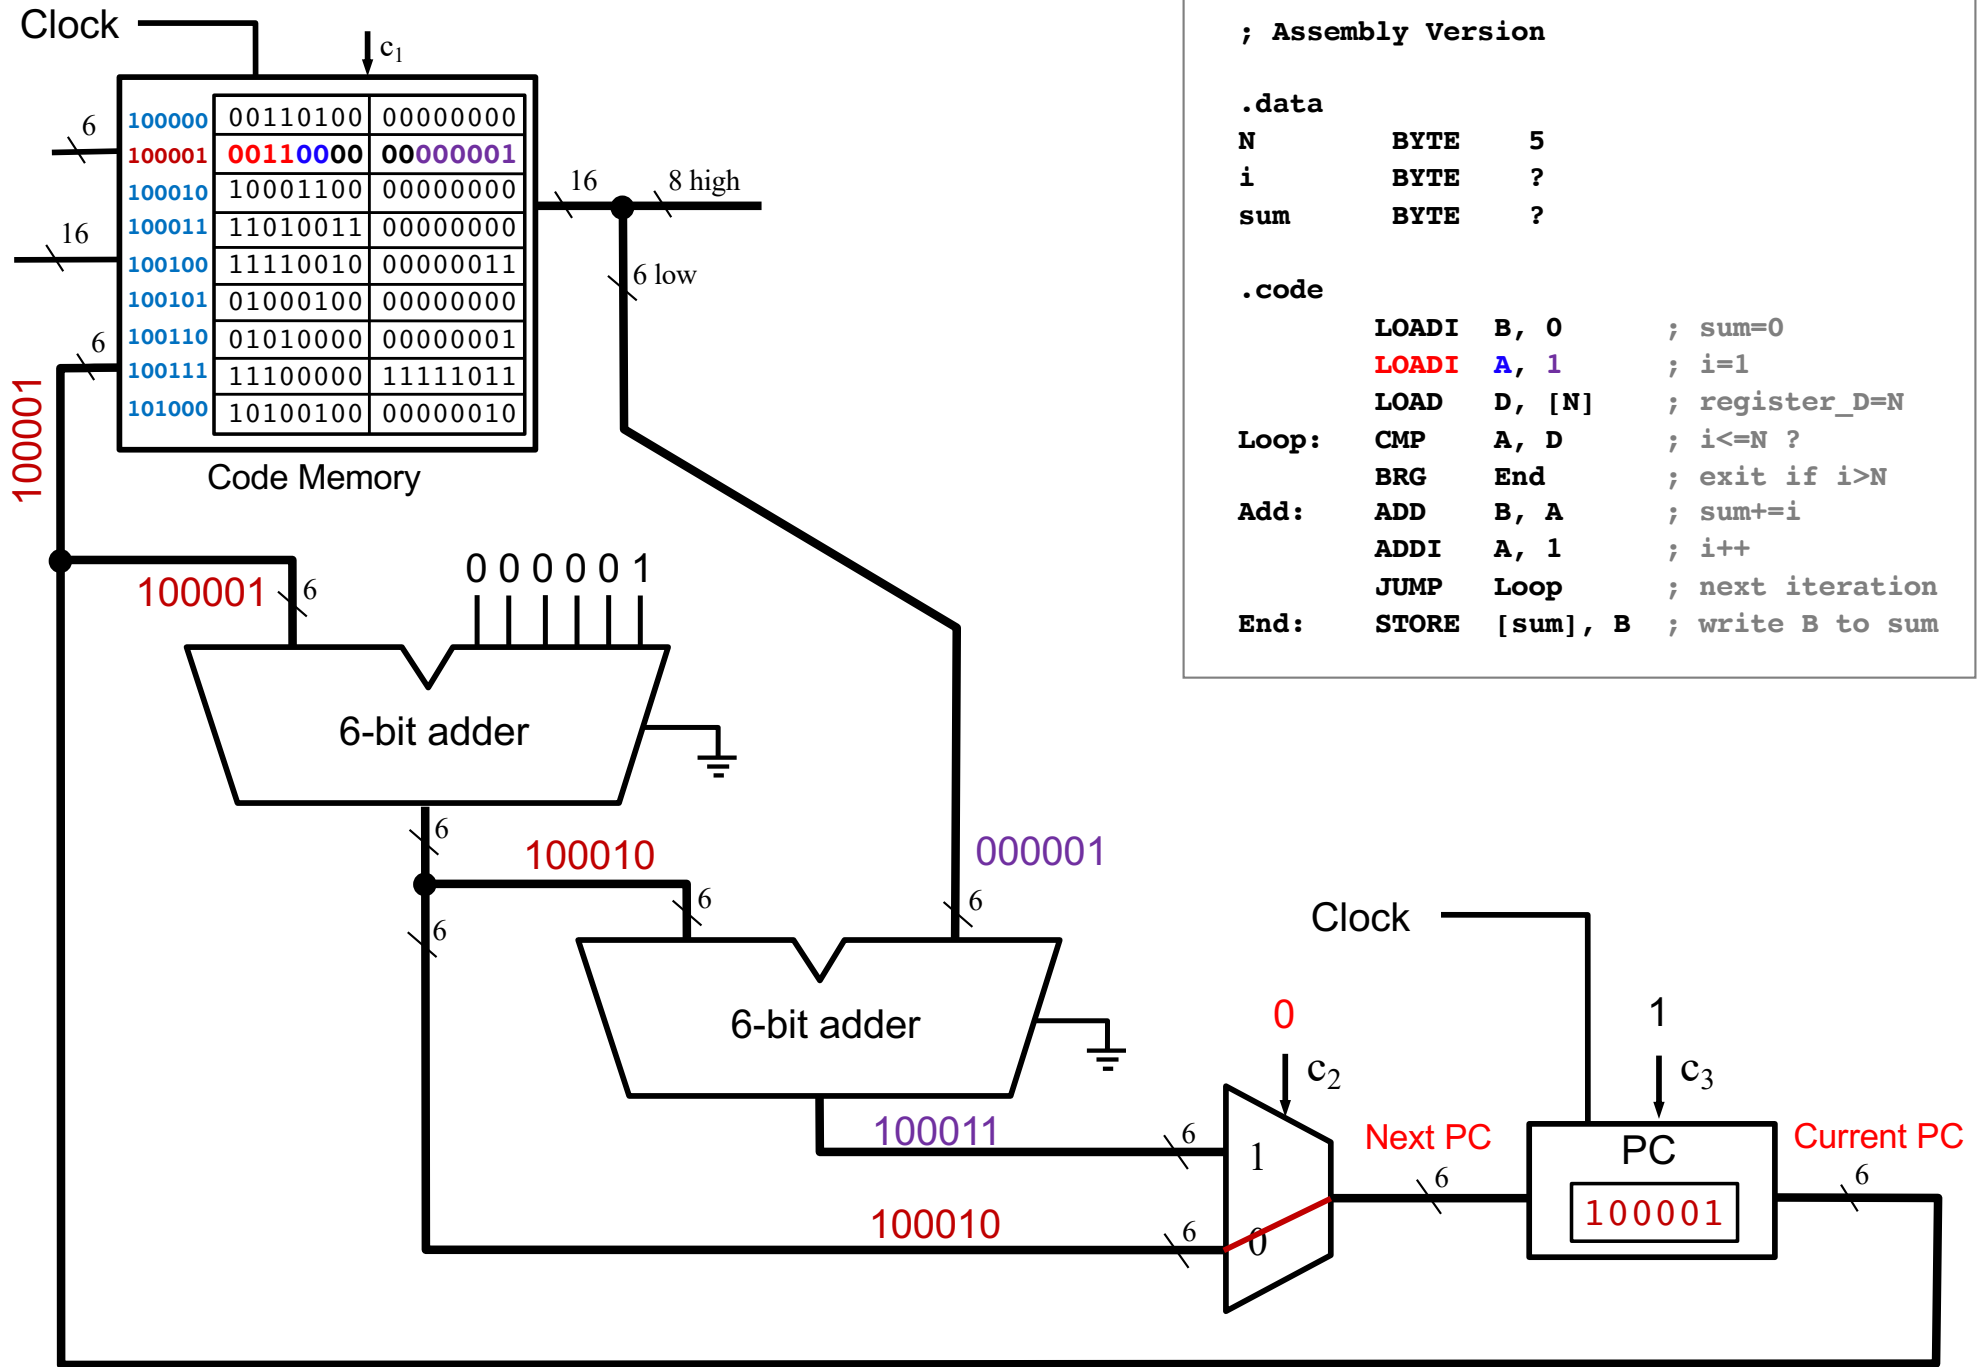 Clock
c1
6
16
6
100001
100000 00110100 00000000
100001 00110000 00000001
100010 10001100 00000000
100011 11010011 00000000
100100 11110010 00000011
100101 01000100 00000000
100110 01010000 00000001
100111 11100000 11111011
101000 10100400 00000010
Code Memory
16
8 high
6 low
; Assembly Version
.data
N BYTE 5
i BYTE ?
sum BYTE ?
.code
LOADI B, 0 ; sum=0
LOADI A, 1 ; i=1
LOAD D, [N] ; register_D=N
Loop: CMP A, D ; i<=N ?
BRG End ; exit if i>N
Add: ADD B, A ; sum+=i
ADDI A, 1 ; i++
JUMP Loop ; next iteration
End: STORE [sum], B ; write B to sum
100001
6
0 0 0 0 0 1
6-bit adder
6
100010
6
6
000001
6
6-bit adder
100011
6
100010
6
0
c2
1
0
Next PC
6
Clock
1
c3
PC
100001
Current PC
6